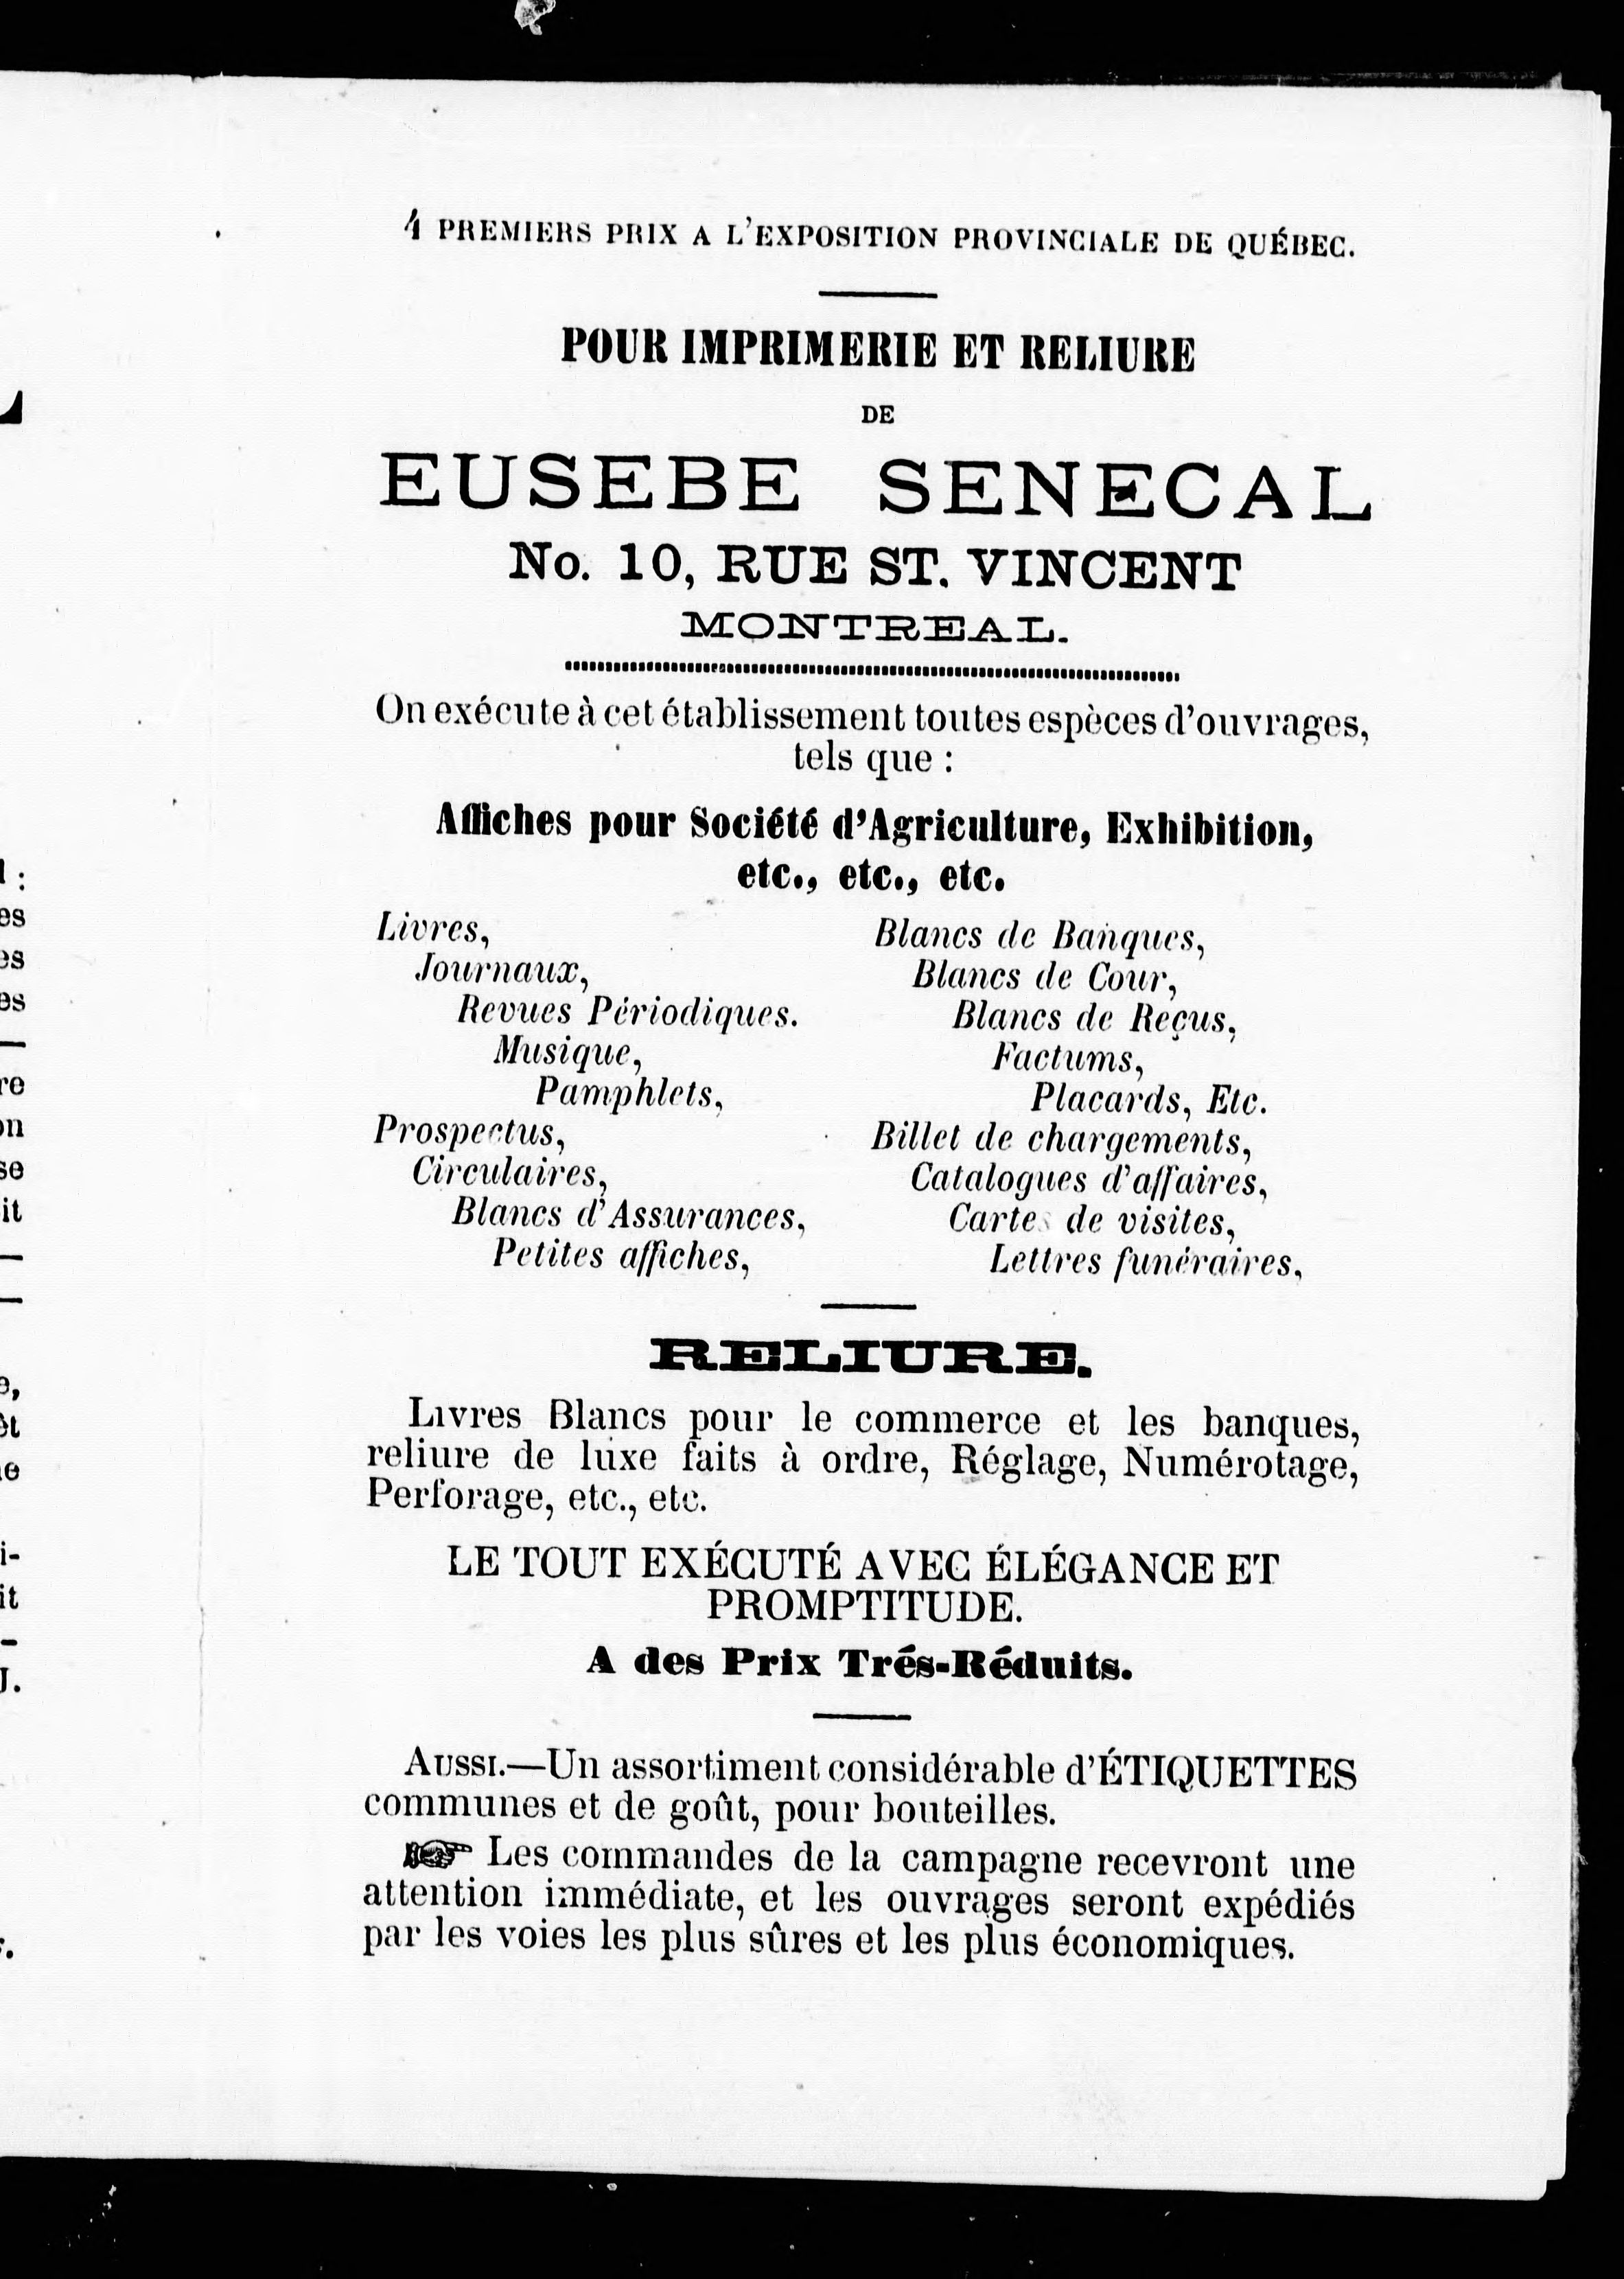 4 PREMIERS PRIX A L'EXPOSITION PROVINCIALE DE QUÉBEC.
POUR IMPRIMERIE ET RELIURE
DE
EUSEBE SENECAL
No. 10, RUE ST. VINCENT
MONTREAL.
On exécute à cet établissement toutes espèces d'ouvrages,
tels que :
Affiches pour Société d'Agriculture, Exhibition,
etc., etc., etc.
Livres,
Journaux,
Revues Périodiques.
Musique,
Pamphlets,
Prospectus,
Circulaires,
Blancs d'Assurances,
Petites affiches,
Blancs de Banques,
Blancs de Cour,
Blancs de Reçus,
Factums,
Placards, Etc.
Billet de chargements,
Catalogues d'affaires,
Cartes de visites,
Lettres funéraires,
RELIURE.
Livres Blancs pour le commerce et les banques,
reliure de luxe faits à ordre, Réglage, Numérotage,
Perforage, etc., etc.
LE TOUT EXÉCUTÉ AVEC ÉLÉGANCE ET
PROMPTITUDE.
A des Prix Trés-Réduits.
AUSSI.—Un assortiment considérable d'ÉTIQUETTES
communes et de goût, pour bouteilles.
☞ Les commandes de la campagne recevront une
attention immédiate, et les ouvrages seront expédiés
par les voies les plus sûres et les plus économiques.